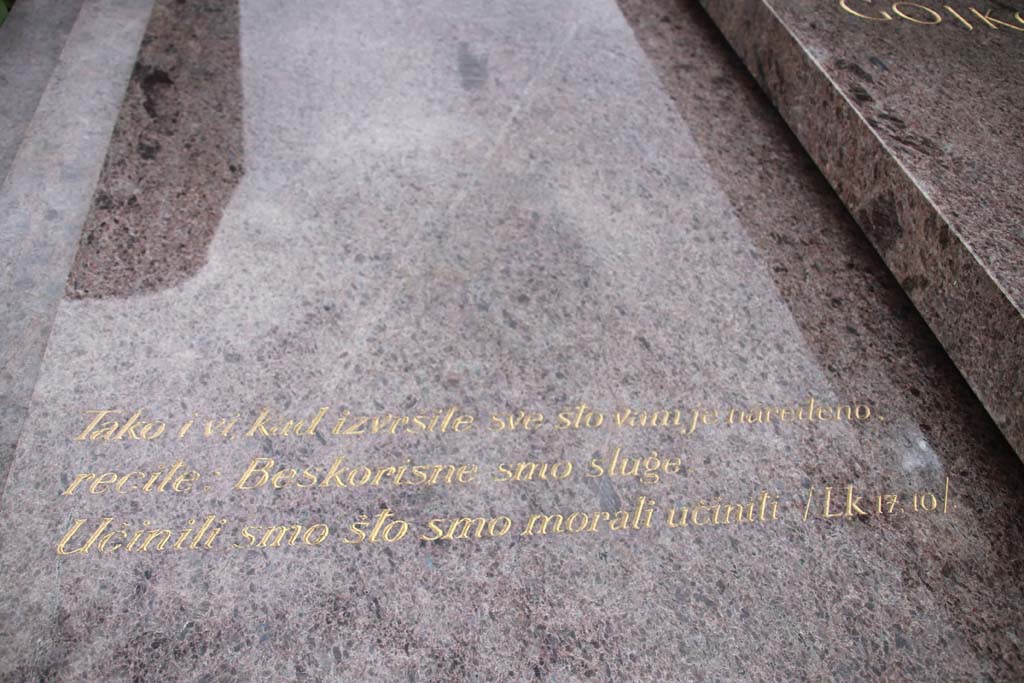 GOJKO
Tako i vi, kad izvršite sve što vam je naređeno,
recite: Beskorisne smo sluge.
Učinili smo što smo morali učiniti /Lk 17, 10/.